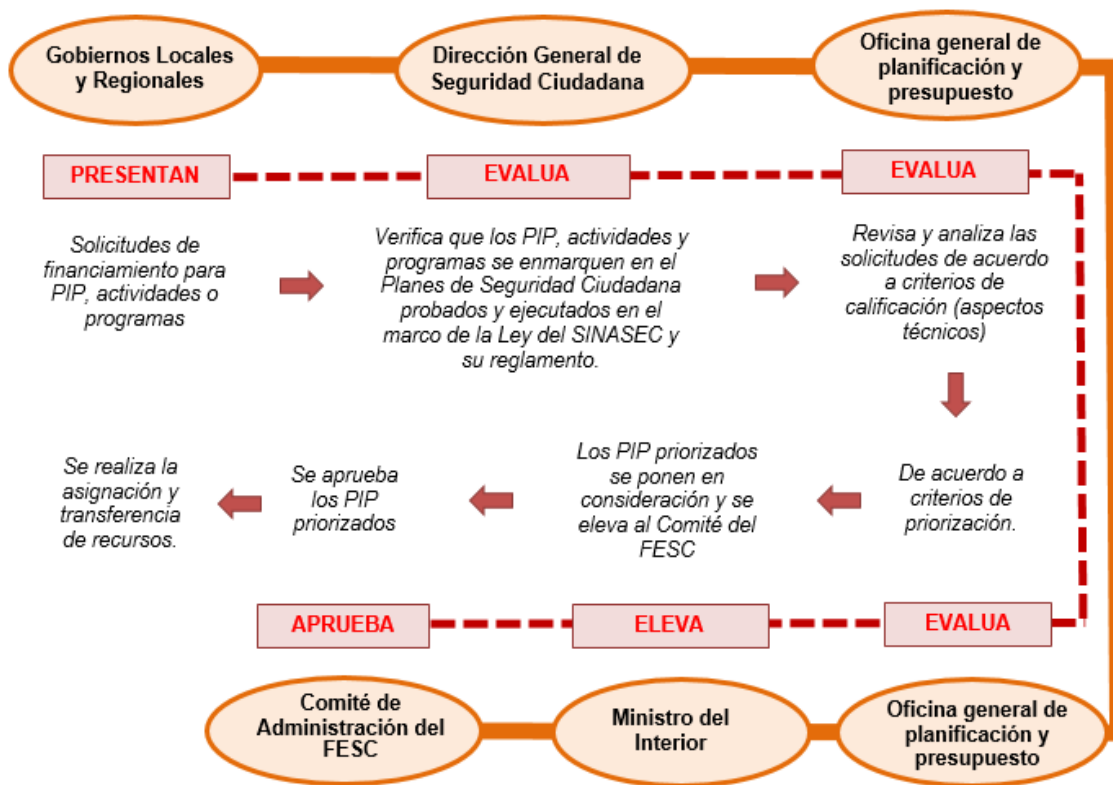 Gobiernos Locales
y Regionales
Dirección General de
Seguridad Ciudadana
Oficina general de
planificación y
presupuesto
PRESENTAN
EVALUA
EVALUA
Solicitudes de
financiamiento para
PIP, actividades o
programas
Verifica que los PIP, actividades y
programas se enmarquen en el
Planes de Seguridad Ciudadana
probados y ejecutados en el
marco de la Ley del SINASEC y
su reglamento.
Revisa y analiza las
solicitudes de acuerdo
a criterios de
calificación (aspectos
técnicos)
De acuerdo a
criterios de
priorización.
Los PIP priorizados
se ponen en
consideración y se
eleva al Comité del
FESC
Se aprueba
los PIP
priorizados
Se realiza la
asignación y
transferencia
de recursos.
APRUEBA
ELEVA
EVALUA
Comité de
Administración del
FESC
Ministro del
Interior
Oficina general de
planificación y
presupuesto